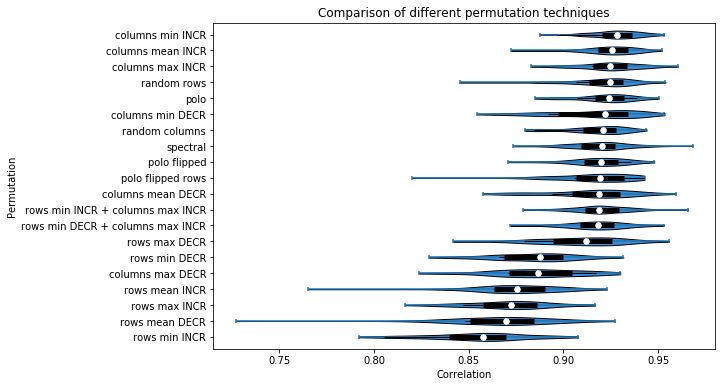 Comparison of different permutation techniques
Permutation
columns min INCR
columns mean INCR
columns max INCR
random rows
polo
columns min DECR
random columns
spectral
polo flipped
polo flipped rows
columns mean DECR
rows min INCR + columns max INCR
rows min DECR + columns max INCR
rows max DECR
rows min DECR
columns max DECR
rows mean INCR
rows max INCR
rows mean DECR
rows min INCR
0.75 0.80 0.85 0.90 0.95
Correlation